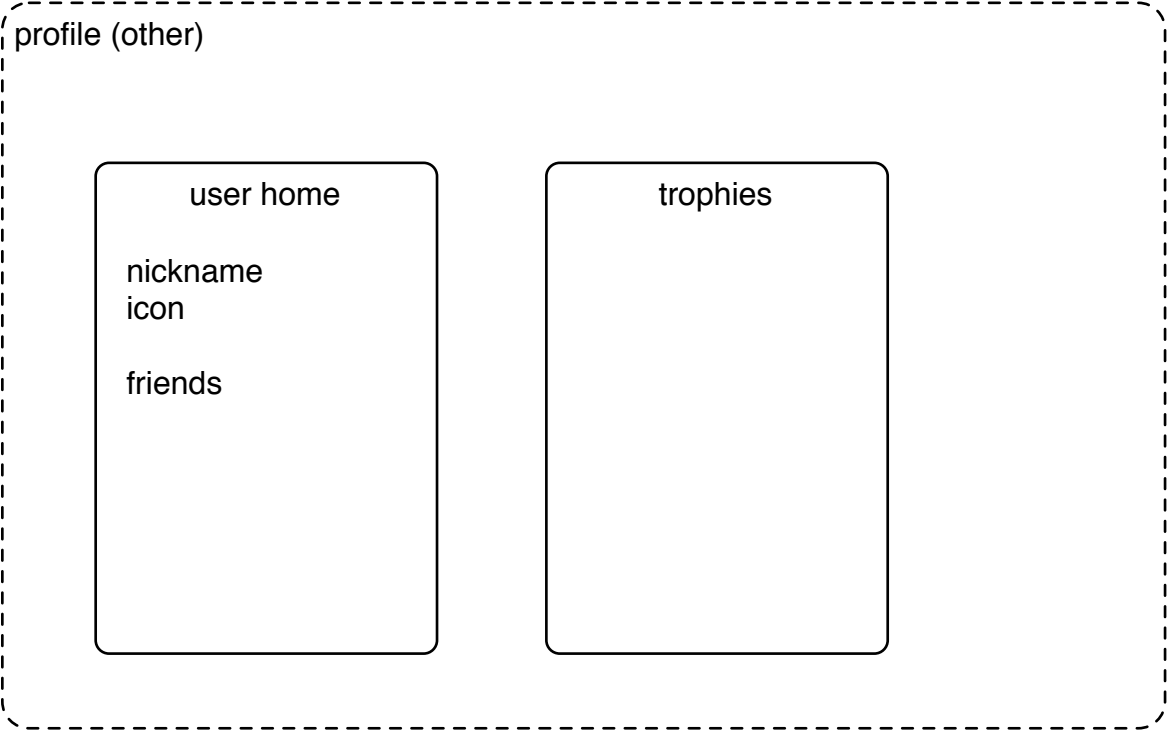 profile (other)
user home
nickname
icon
friends
trophies